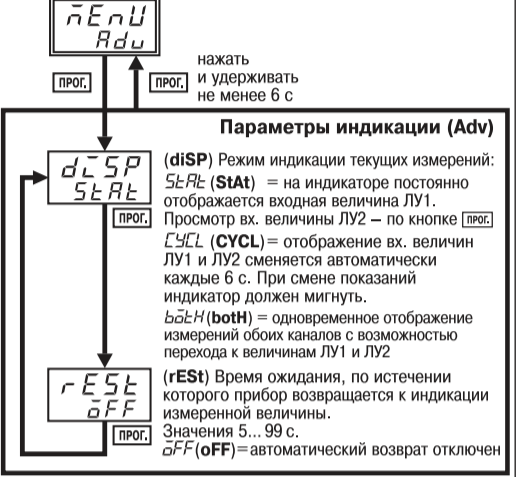 mEnU
Adu
ПРОГ.
ПРОГ.
нажать
и удерживать
не менее 6 с
Параметры индикации (Adv)
diSP
StAt
ПРОГ.
(diSP) Режим индикации текущих измерений:
StAt (StAt) = на индикаторе постоянно
отображается входная величина ЛУ1.
Просмотр вх. величины ЛУ2 – по кнопке ПРОГ.
CYCL (CYCL)= отображение вх. величин
ЛУ1 и ЛУ2 сменяется автоматически
каждые 6 с. При смене показаний
индикатор должен мигнуть.
botH (botH) = одновременное отображение
измерений обоих каналов с возможностью
перехода к величинам ЛУ1 и ЛУ2
rESt
oFF
ПРОГ.
(rESt) Время ожидания, по истечении
которого прибор возвращается к индикации
измеренной величины.
Значения 5... 99 с.
oFF (oFF)=автоматический возврат отключен